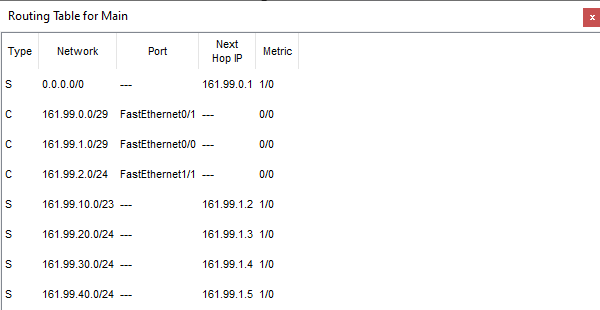 Routing Table for Main
x
Type Network Port Next Hop IP Metric
S 0.0.0.0/0 --- 161.99.0.1 1/0
C 161.99.0.0/29 FastEthernet0/1 --- 0/0
C 161.99.1.0/29 FastEthernet0/0 --- 0/0
C 161.99.2.0/24 FastEthernet1/1 --- 0/0
S 161.99.10.0/23 --- 161.99.1.2 1/0
S 161.99.20.0/24 --- 161.99.1.3 1/0
S 161.99.30.0/24 --- 161.99.1.4 1/0
S 161.99.40.0/24 --- 161.99.1.5 1/0